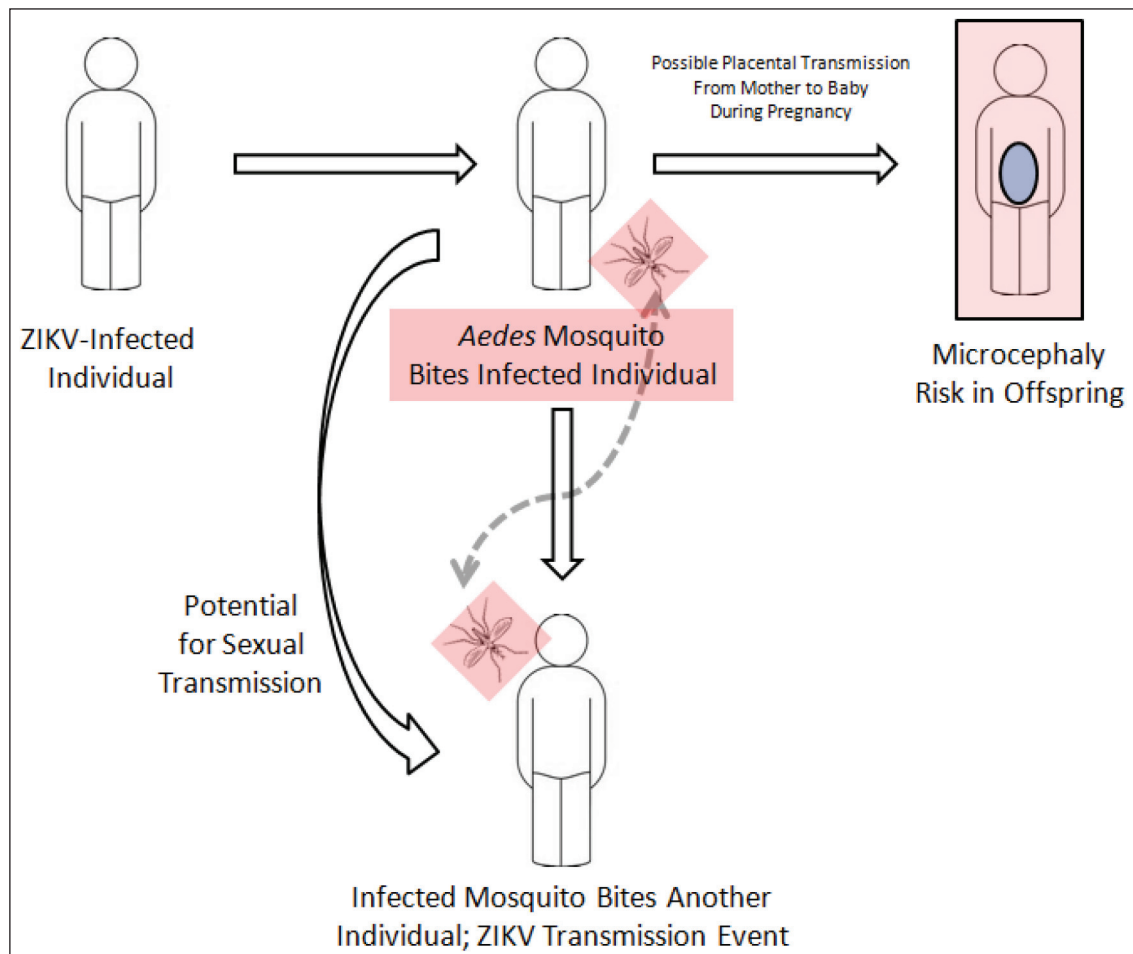 Possible Placental Transmission
From Mother to Baby
During Pregnancy
ZIKV-Infected
Individual
Aedes Mosquito
Bites Infected Individual
Microcephaly
Risk in Offspring
Potential
for Sexual
Transmission
Infected Mosquito Bites Another
Individual; ZIKV Transmission Event